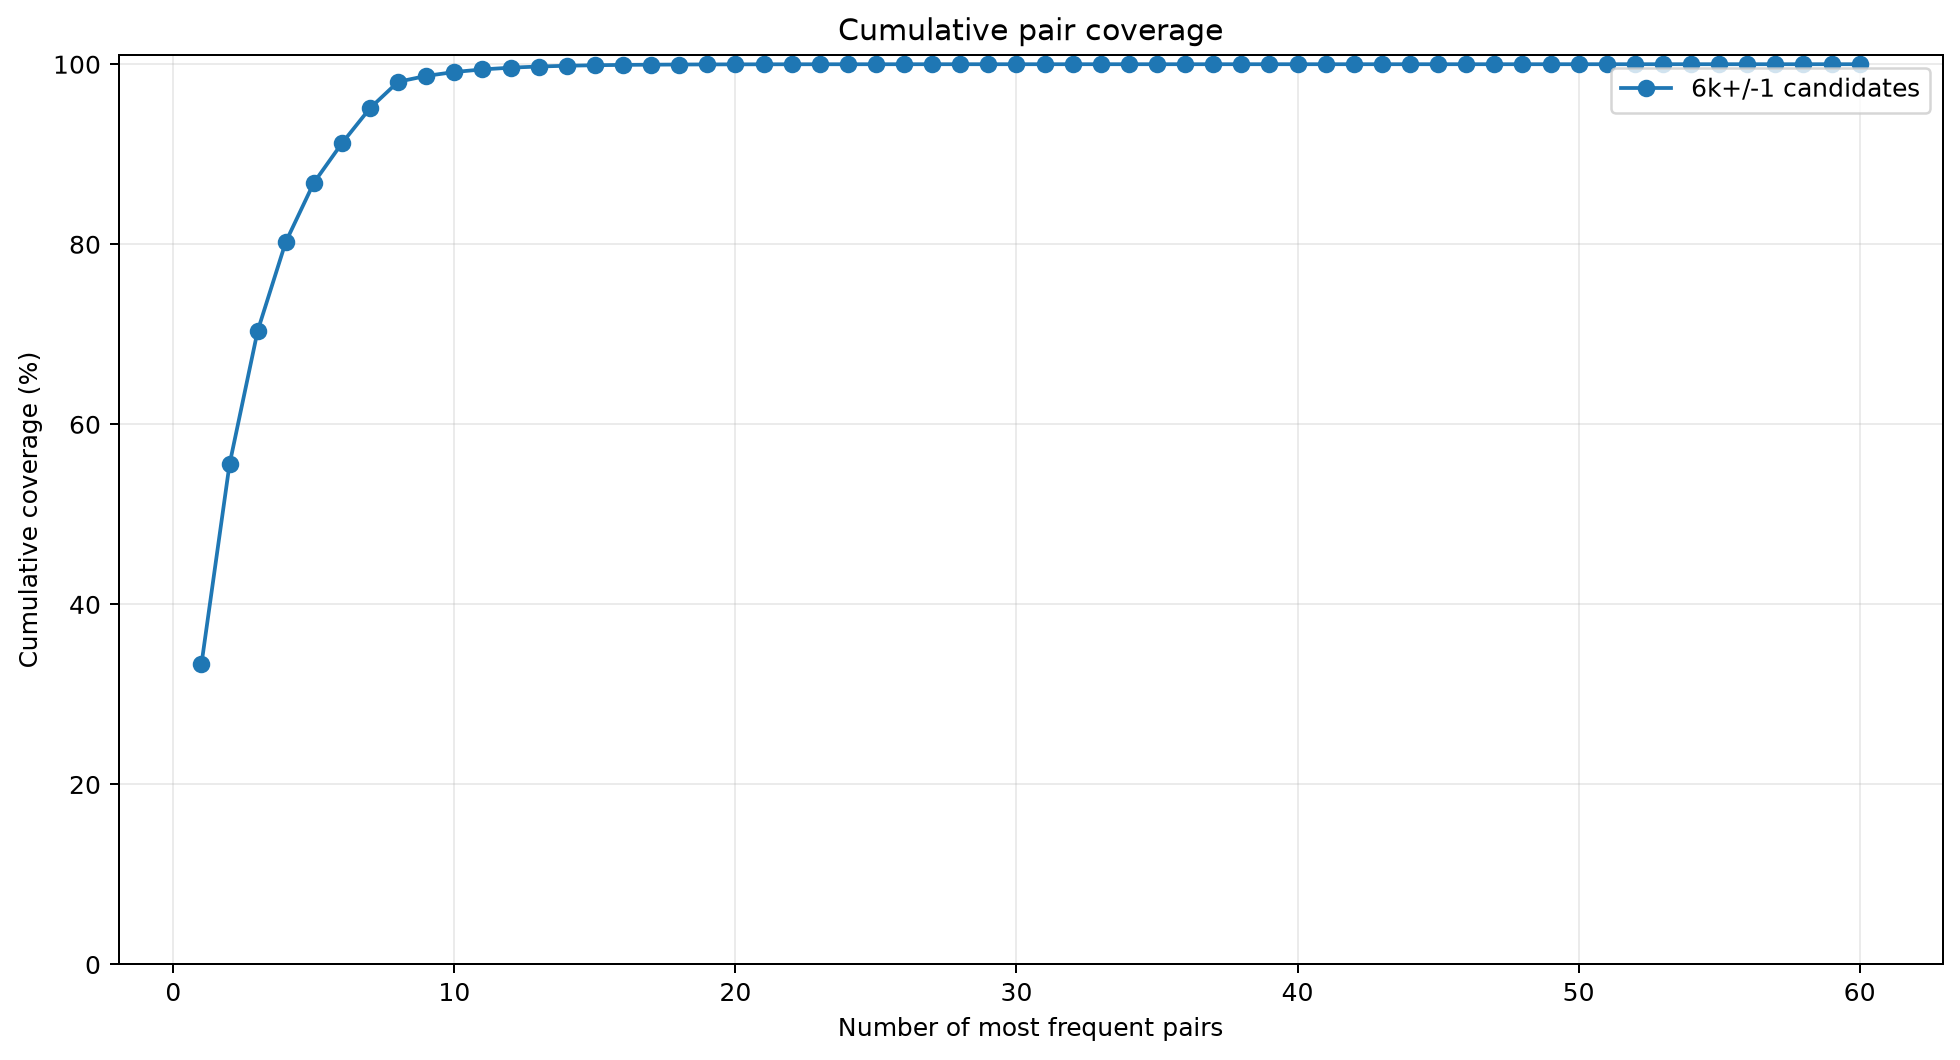 Cumulative pair coverage
100
80
60
40
20
0
Cumulative coverage (%)
6k+/-1 candidates
0 10 20 30 40 50 60
Number of most frequent pairs